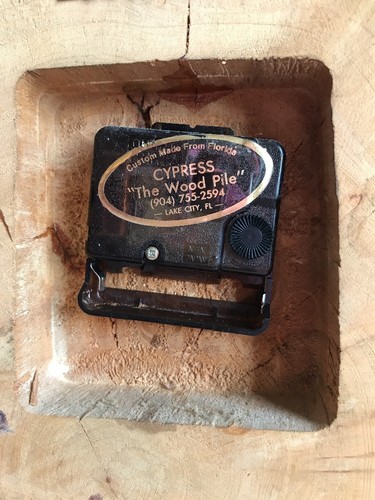 Custom Made From Florida
CYPRESS
"The Wood Pile"
(904) 755-2594
— LAKE CITY, FL —